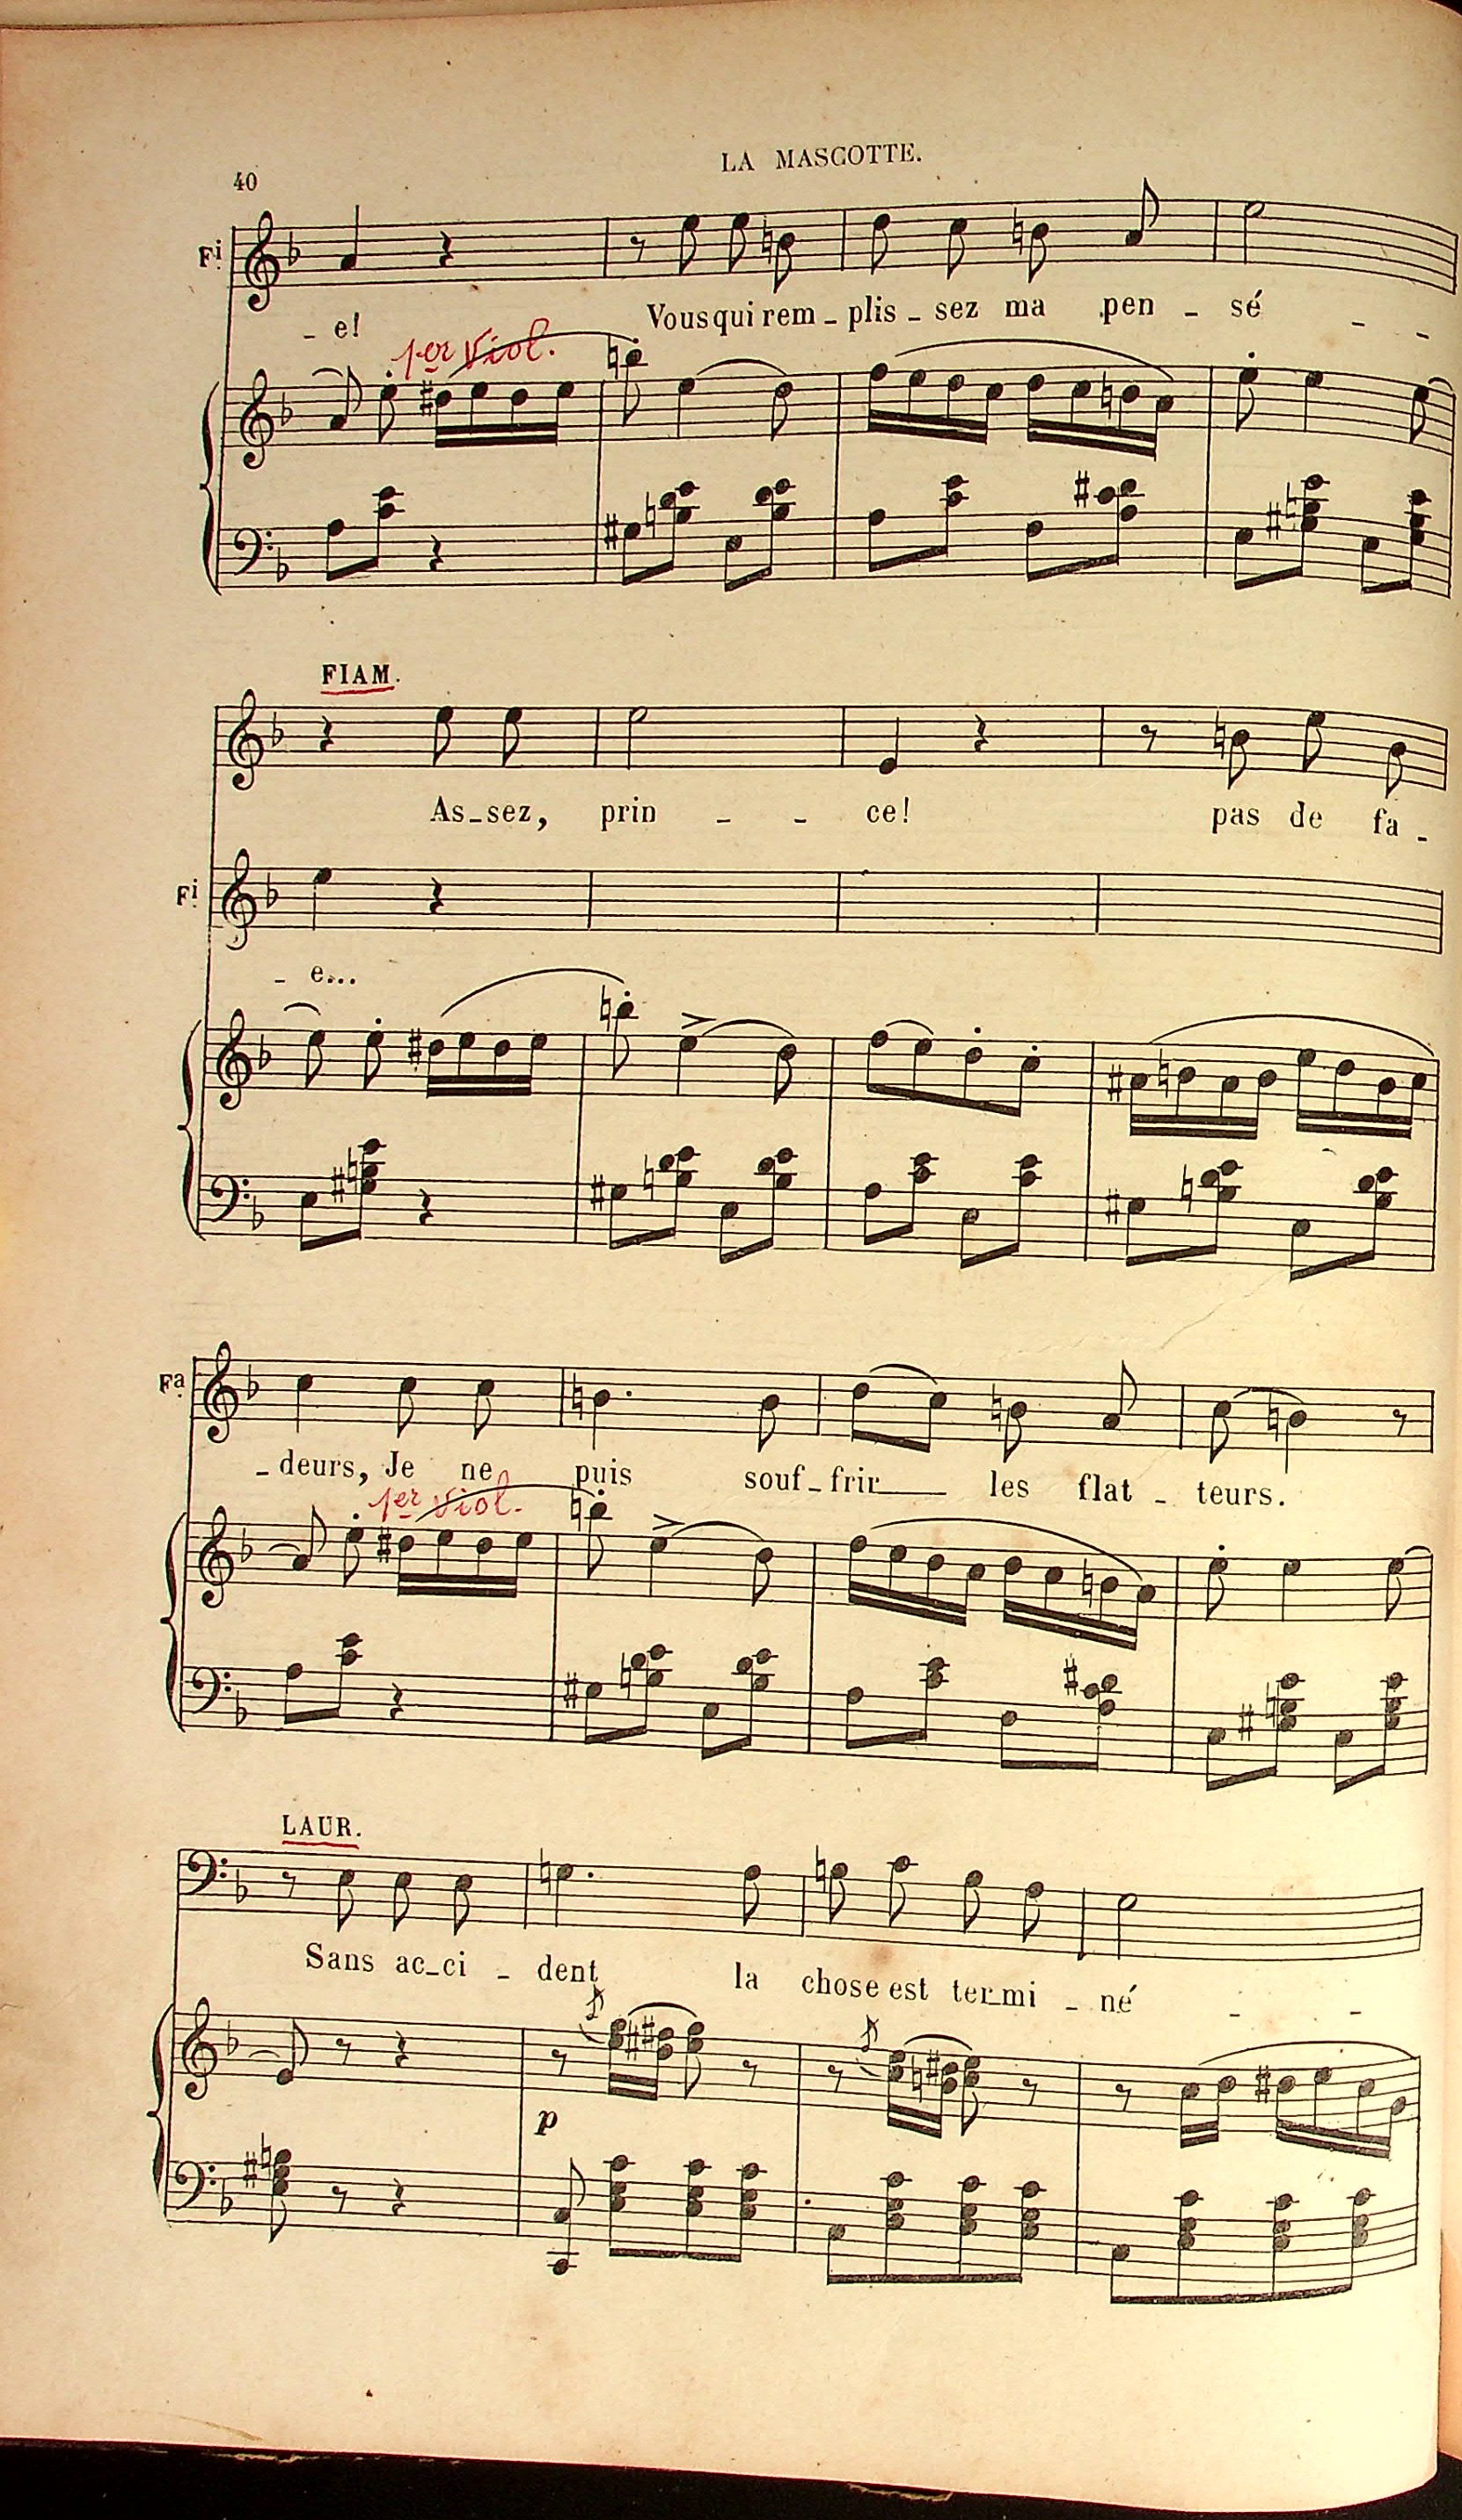 LA MASCOTTE.
40
Fi
_ e! Vous qui rem _ plis _ sez ma pen _ sé _ _
1er Viol.
FIAM.
As_sez, prin _ _ ce! pas de fa _
Fi
_ e...
Fa
_ deurs, Je ne puis souf_frir les flat _ teurs.
1er Viol.
LAUR.
Sans ac_ci _ dent la chose est ter_mi _ né _ _
p